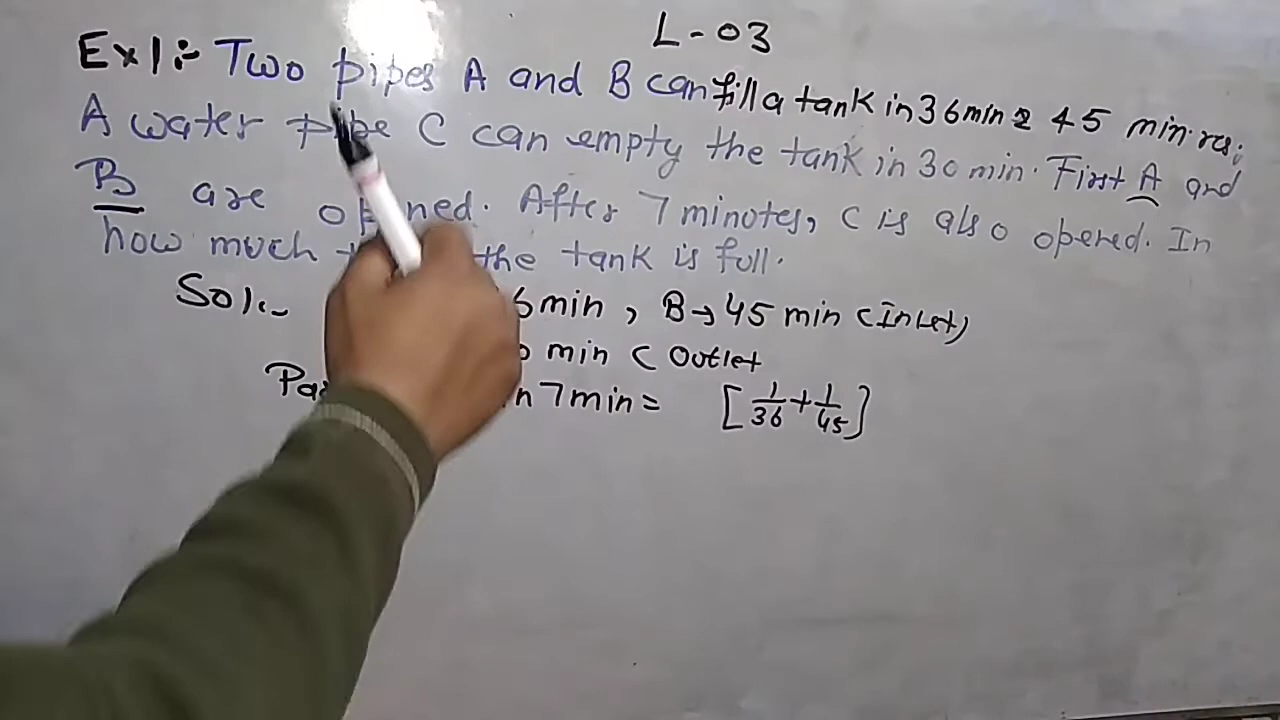 L-03
Ex1:- Two pipes A and B can fill a tank in 36min & 45 min. res;
A water pipe C can empty the tank in 30 min. First A and
B are opened. After 7 minutes, C is also opened. In
how much the tank is full.
Sol:- 6min, B→45 min (Inlet)
min (Outlet
Pa in 7min = [1/36+1/45]